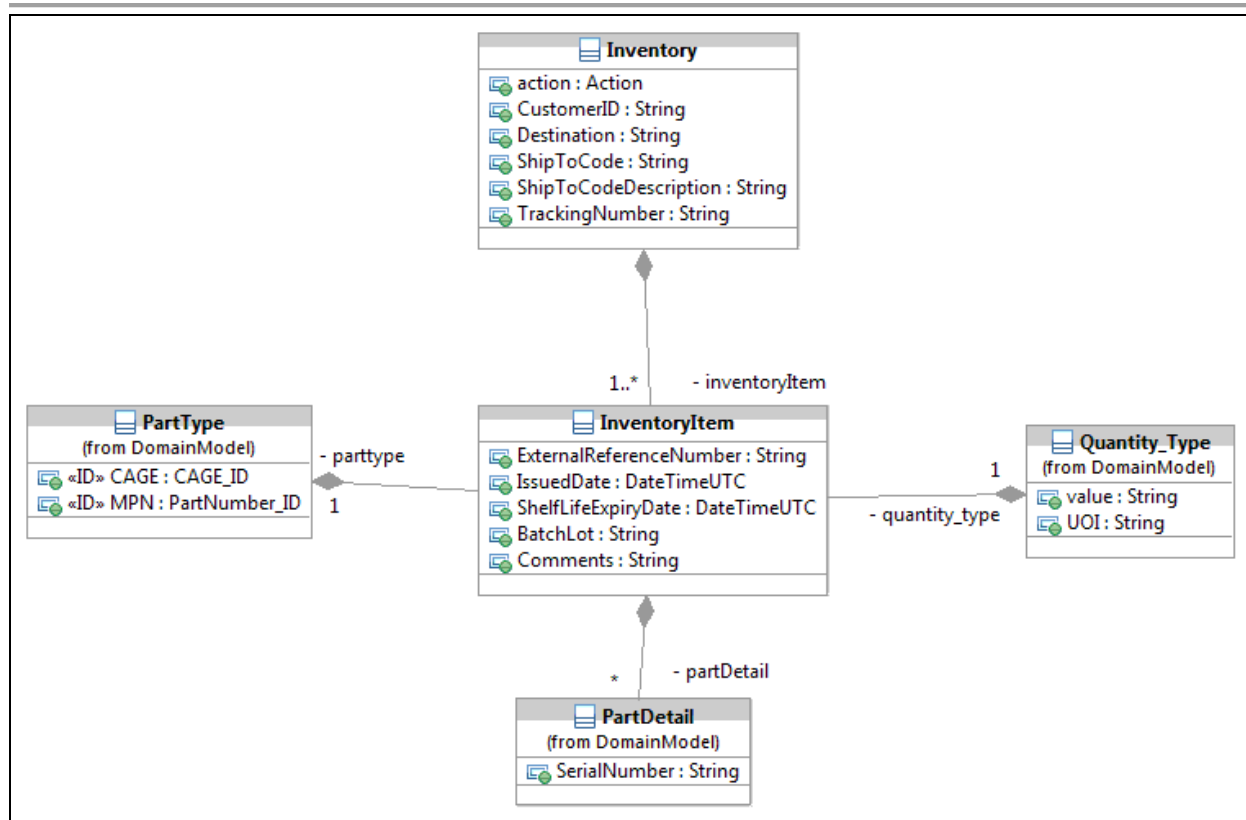 Inventory
action : Action
CustomerID : String
Destination : String
ShipToCode : String
ShipToCodeDescription : String
TrackingNumber : String
1..* - inventoryItem
PartType
(from DomainModel)
«ID» CAGE : CAGE_ID
«ID» MPN : PartNumber_ID
- parttype
1
InventoryItem
ExternalReferenceNumber : String
IssuedDate : DateTimeUTC
ShelfLifeExpiryDate : DateTimeUTC
BatchLot : String
Comments : String
1
- quantity_type
Quantity_Type
(from DomainModel)
value : String
UOI : String
* - partDetail
PartDetail
(from DomainModel)
SerialNumber : String